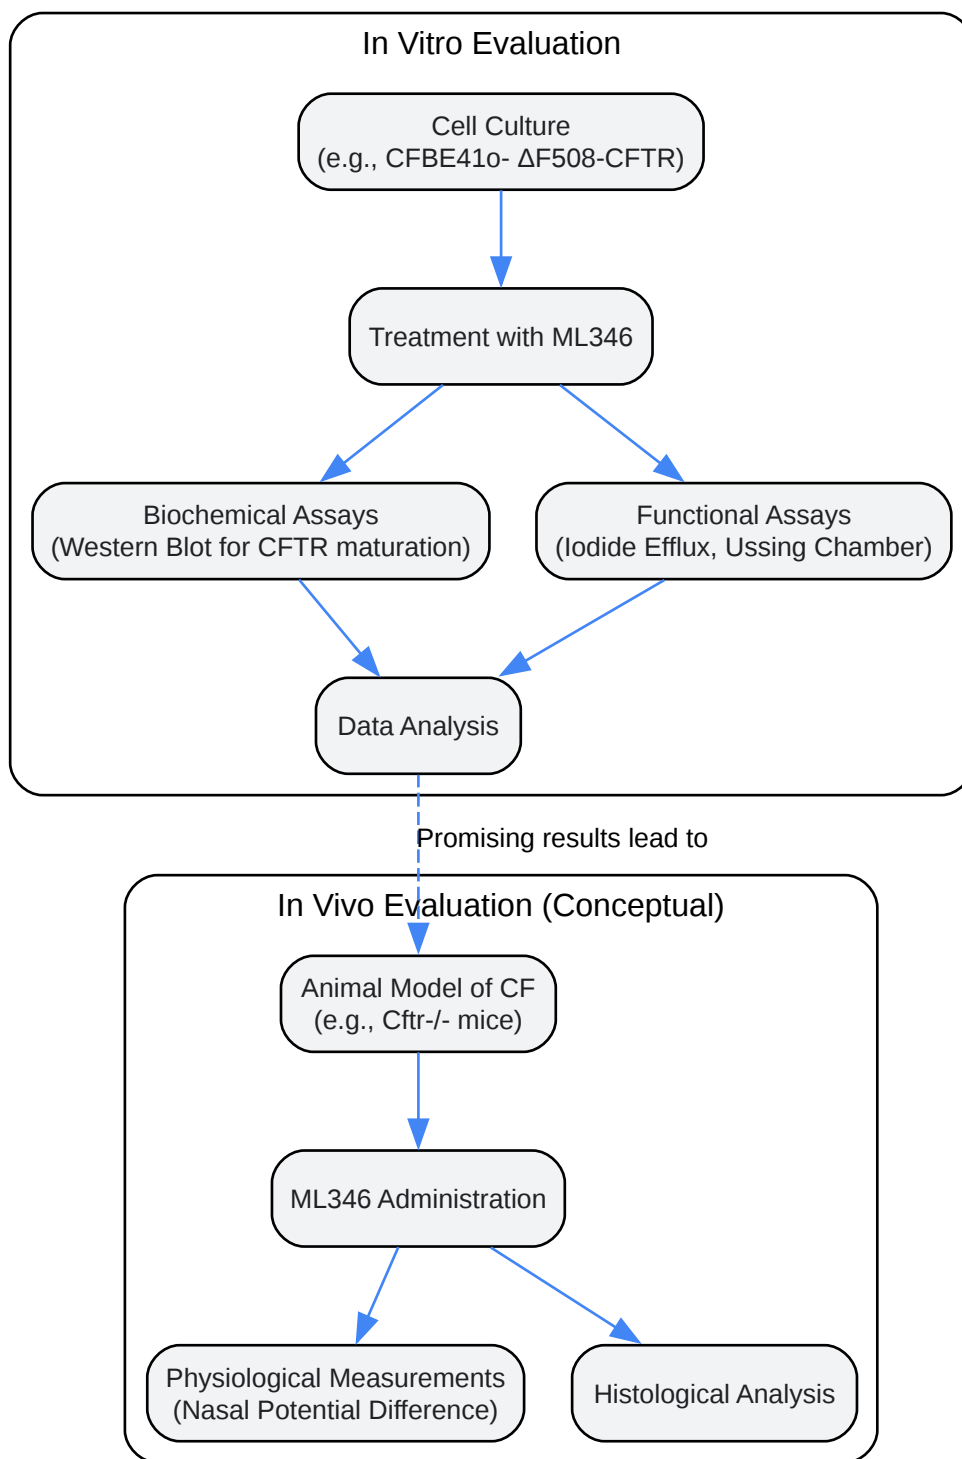 In Vitro Evaluation
Cell Culture
(e.g., CFBE41o- ΔF508-CFTR)
Treatment with ML346
Biochemical Assays
(Western Blot for CFTR maturation)
Functional Assays
(Iodide Efflux, Ussing Chamber)
Data Analysis
Promising results lead to
In Vivo Evaluation (Conceptual)
Animal Model of CF
(e.g., Cftr-/- mice)
ML346 Administration
Physiological Measurements
(Nasal Potential Difference)
Histological Analysis